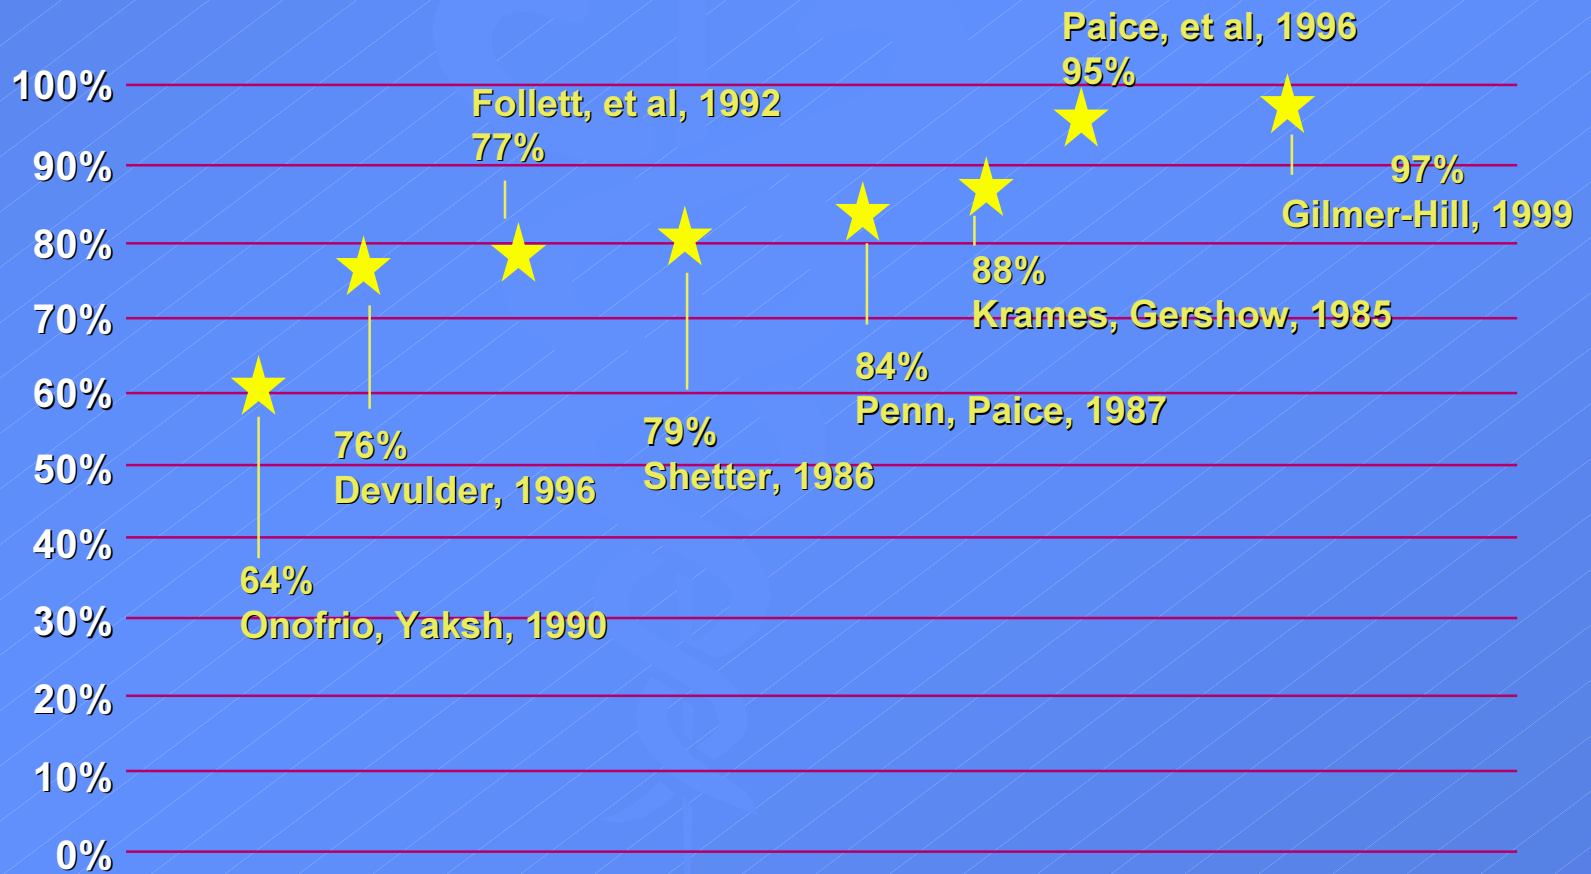 Paice, et al, 1996
95%
100%
Follett, et al, 1992
77%
90%
97%
Gilmer-Hill, 1999
80%
88%
70%
Krames, Gershow, 1985
84%
60%
Penn, Paice, 1987
76%
79%
50%
Devulder, 1996
Shetter, 1986
40%
64%
30%
Onofrio, Yaksh, 1990
20%
10%
0%